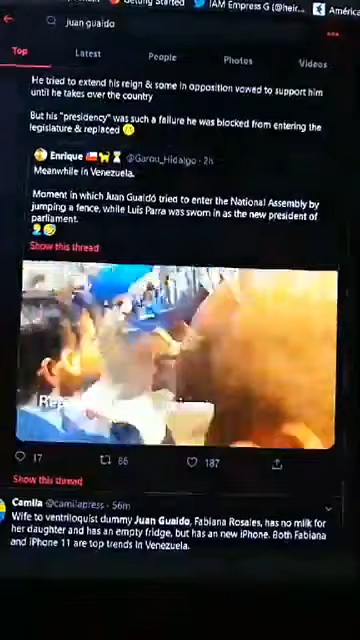 Getting Started
IAM Empress G (@heir...
América
juan guaido
Top Latest People Photos Videos
He tried to extend his reign & some in opposition vowed to support him
until he takes over the country
But his "presidency" was such a failure he was blocked from entering the
legislature & replaced
Enrique @Garou_Hidalgo · 2h
Meanwhile in Venezuela.
Moment in which Juan Guaidó tried to enter the National Assembly by
jumping a fence, while Luis Parra was sworn in as the new president of
parliament.
Show this thread
17 86 187
Show this thread
Camila @camilapress · 56m
Wife to ventriloquist dummy Juan Guaido, Fabiana Rosales, has no milk for
her daughter and has an empty fridge, but has an new iPhone. Both Fabiana
and iPhone 11 are top trends in Venezuela.